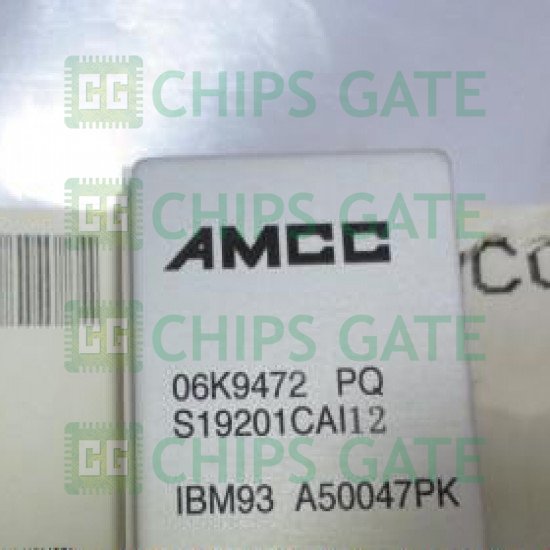 CHIPS GATE
CHIPS GATE
AMCC
CHIPS GATE
06K9472 PQ
S19201CAI12
CHIPS GATE
IBM93 A50047PK